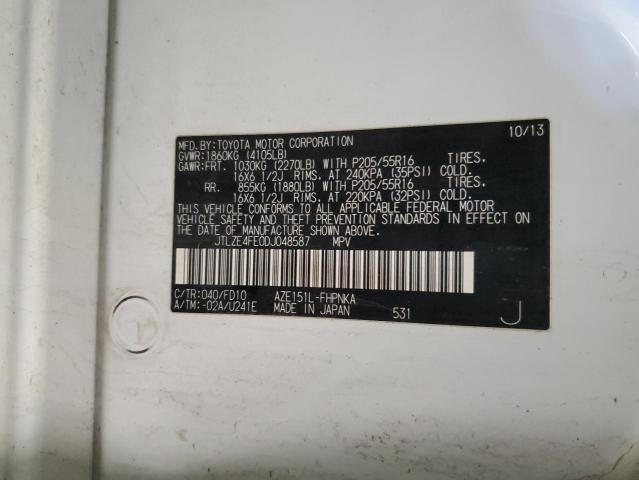 MFD. BY: TOYOTA MOTOR CORPORATION 10/13
GVWR: 1860KG (4105LB)
GAWR: FRT. 1030KG (2270LB) WITH P205/55R16 TIRES,
16X6 1/2J RIMS, AT 240KPA (35PSI) COLD.
RR. 855KG (1880LB) WITH P205/55R16 TIRES,
16X6 1/2J RIMS, AT 220KPA (32PSI) COLD.
THIS VEHICLE CONFORMS TO ALL APPLICABLE FEDERAL MOTOR
VEHICLE SAFETY AND THEFT PREVENTION STANDARDS IN EFFECT ON
THE DATE OF MANUFACTURE SHOWN ABOVE.
JTLZE4FE0DJ048587 MPV
C/TR: 040/FD10 AZE151L-FHPNKA
A/TM: -02A/U241E MADE IN JAPAN 531 J